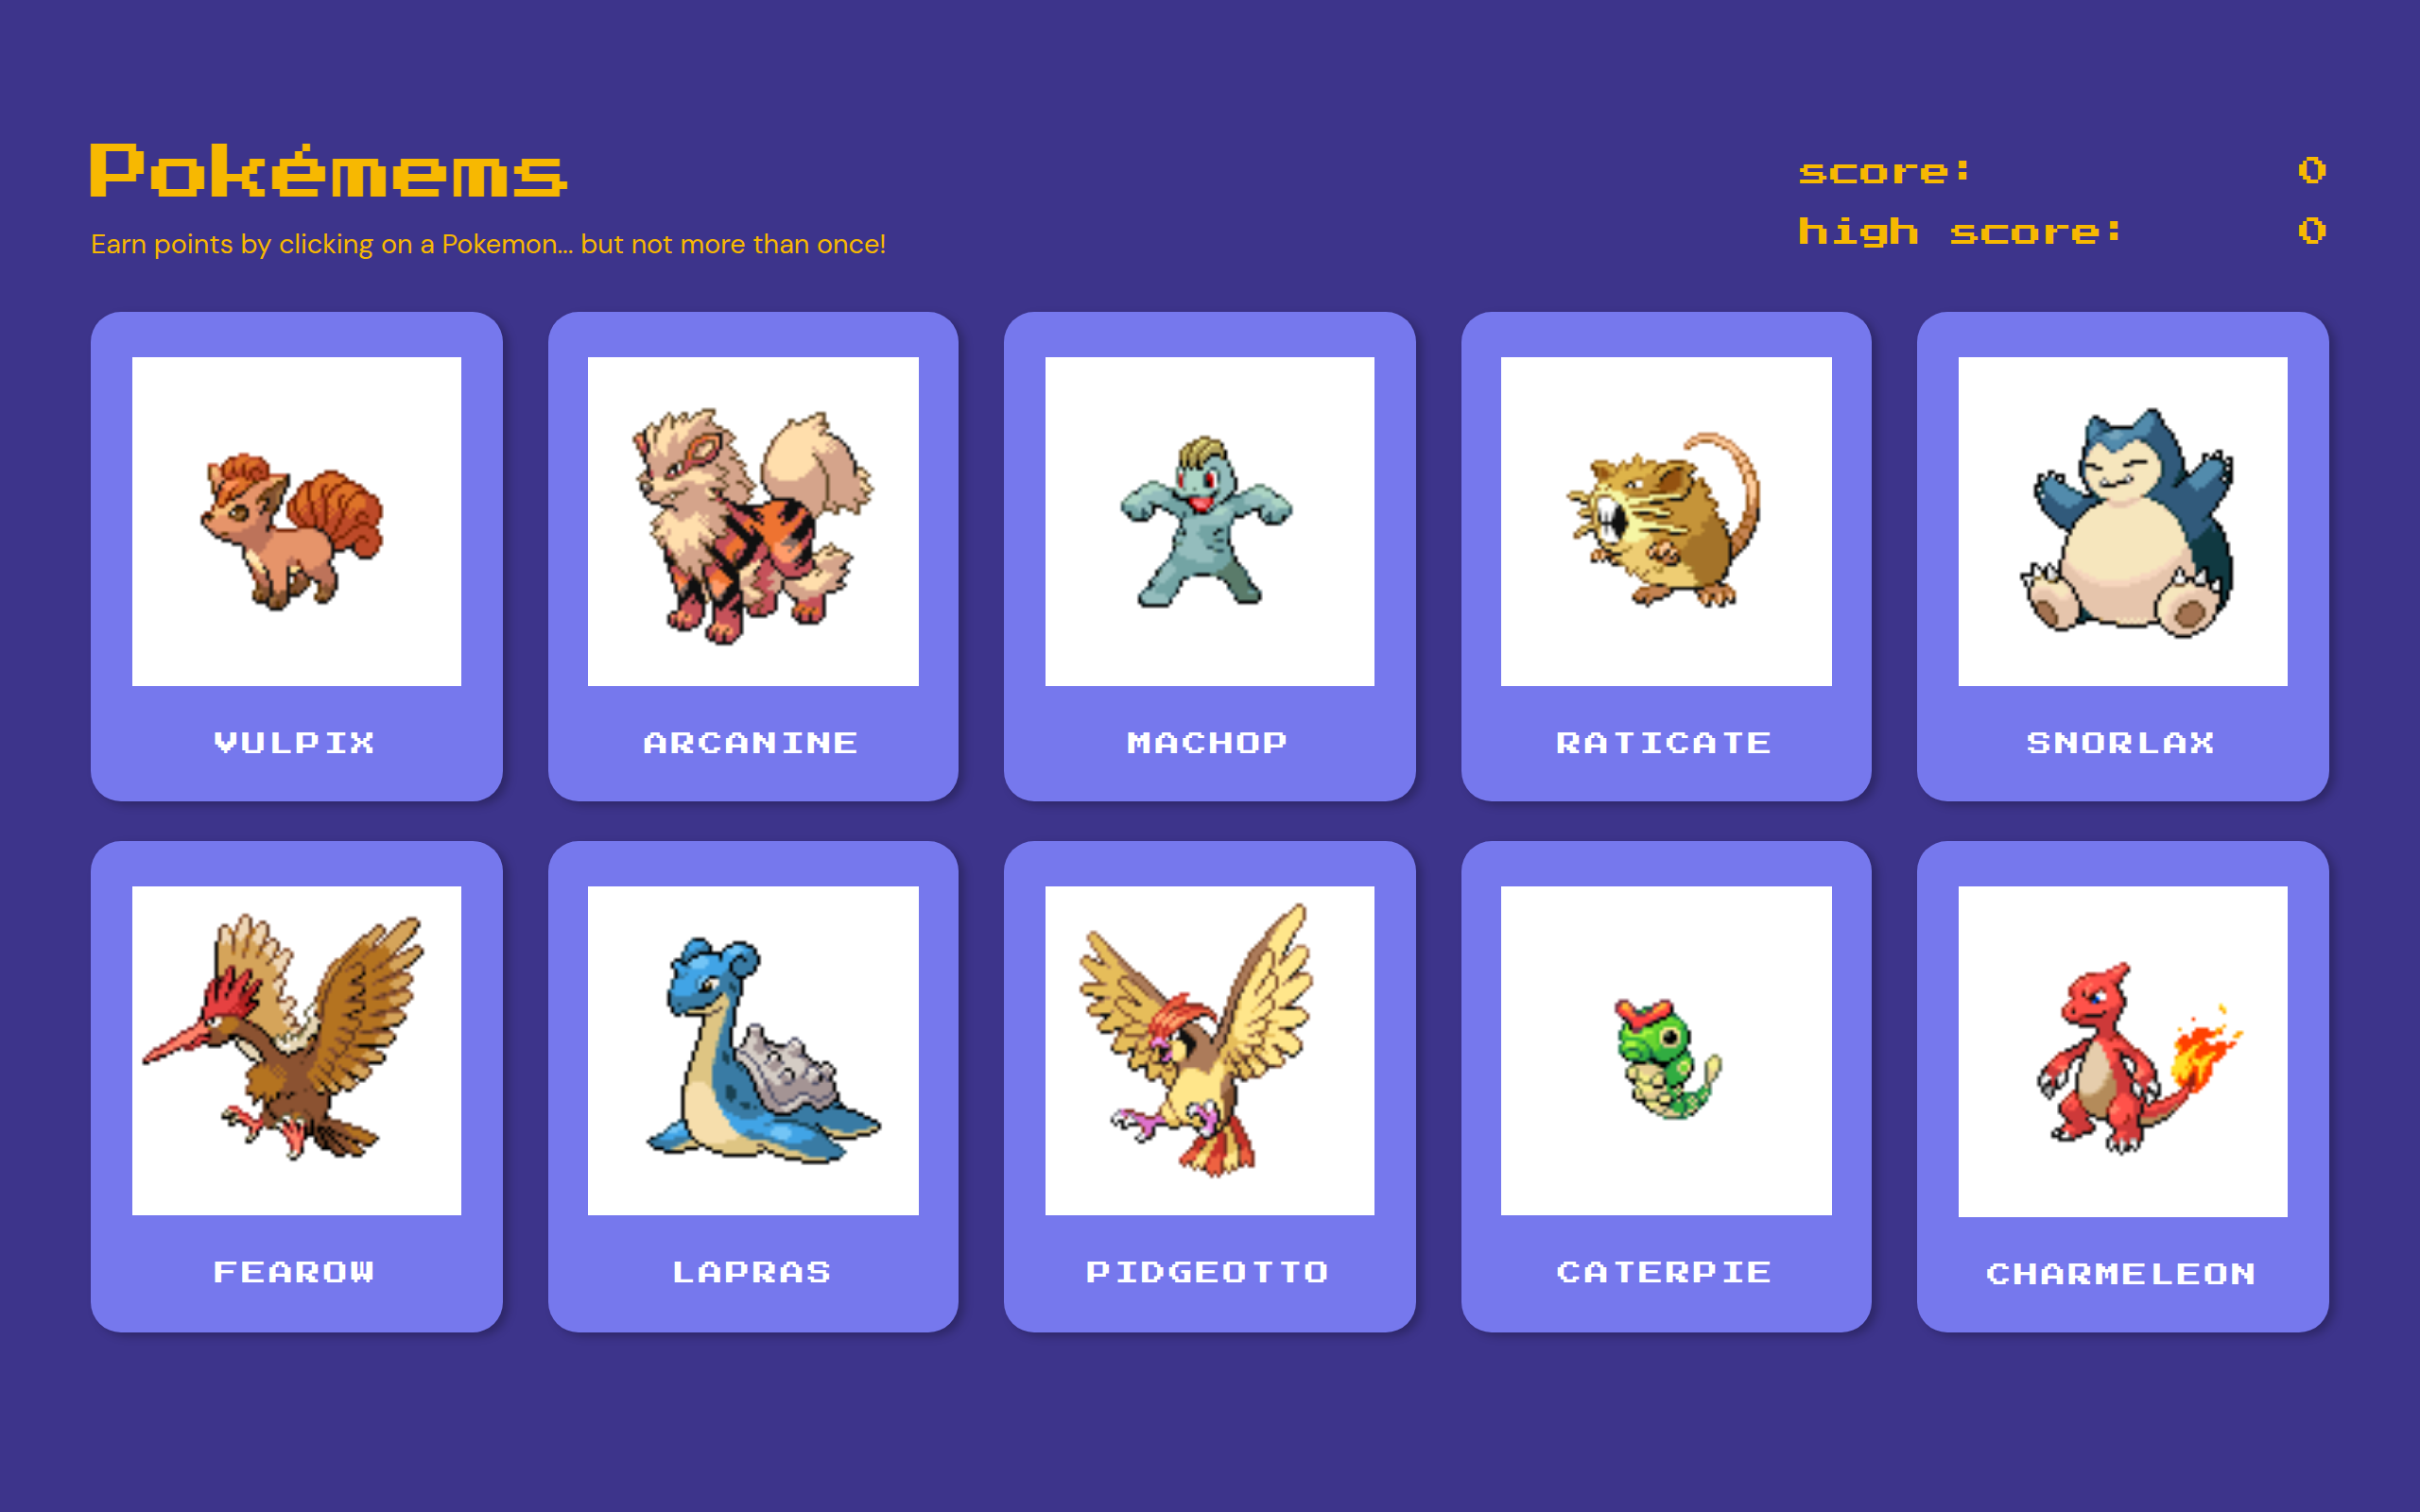 Pokémems
Earn points by clicking on a Pokemon... but not more than once!
score: 0
high score: 0
VULPIX
ARCANINE
MACHOP
RATICATE
SNORLAX
FEAROW
LAPRAS
PIDGEOTTO
CATERPIE
CHARMELEON